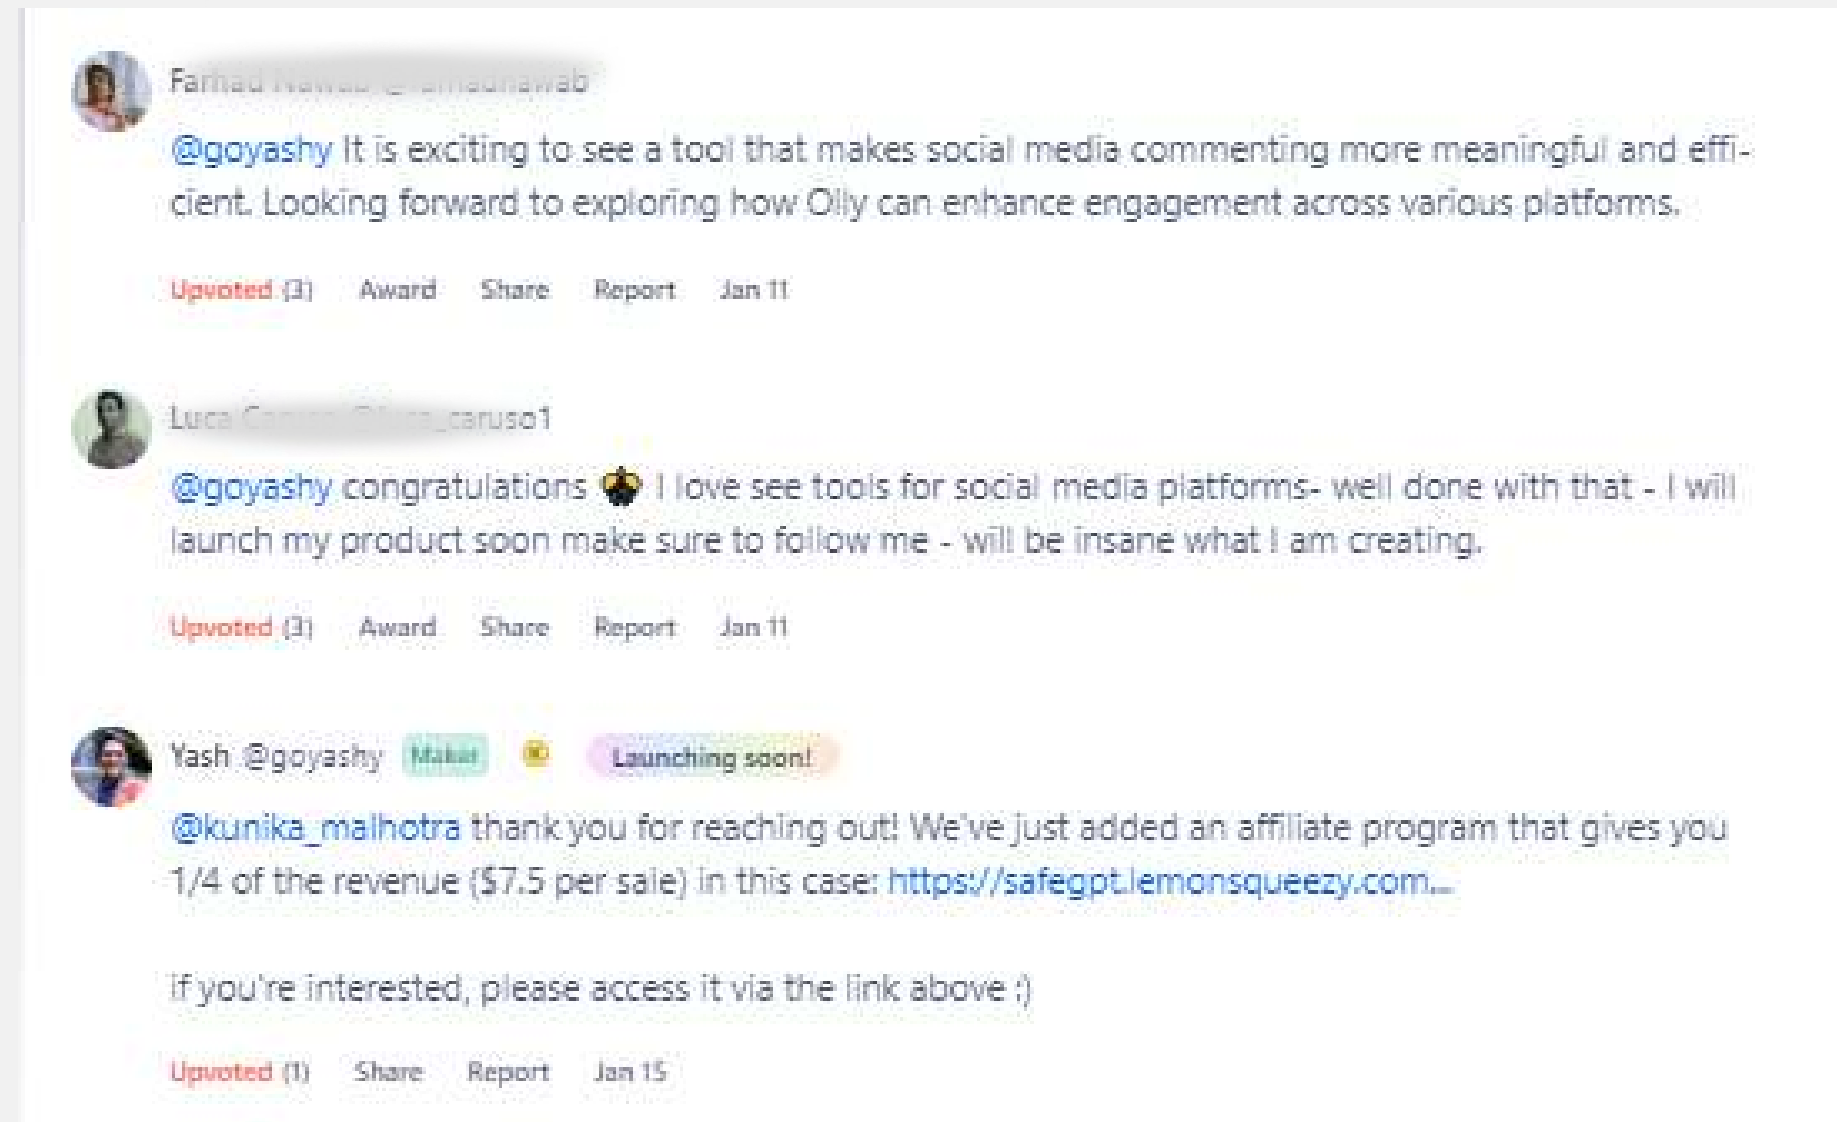 Farhad
@goyashy It is exciting to see a tool that makes social media commenting more meaningful and effi-
cient. Looking forward to exploring how Olly can enhance engagement across various platforms.
Upvoted (3) Award Share Report Jan 11
Luca _caruso1
@goyashy congratulations I love see tools for social media platforms- well done with that - I will
launch my product soon make sure to follow me - will be insane what I am creating.
Upvoted (3) Award Share Report Jan 11
Yash @goyashy Maker Launching soon!
@kunika_malhotra thank you for reaching out! We've just added an affiliate program that gives you
1/4 of the revenue ($7.5 per sale) in this case: https://safegpt.lemonsqueezy.com...
if you're interested, please access it via the link above :)
Upvoted (1) Share Report Jan 15